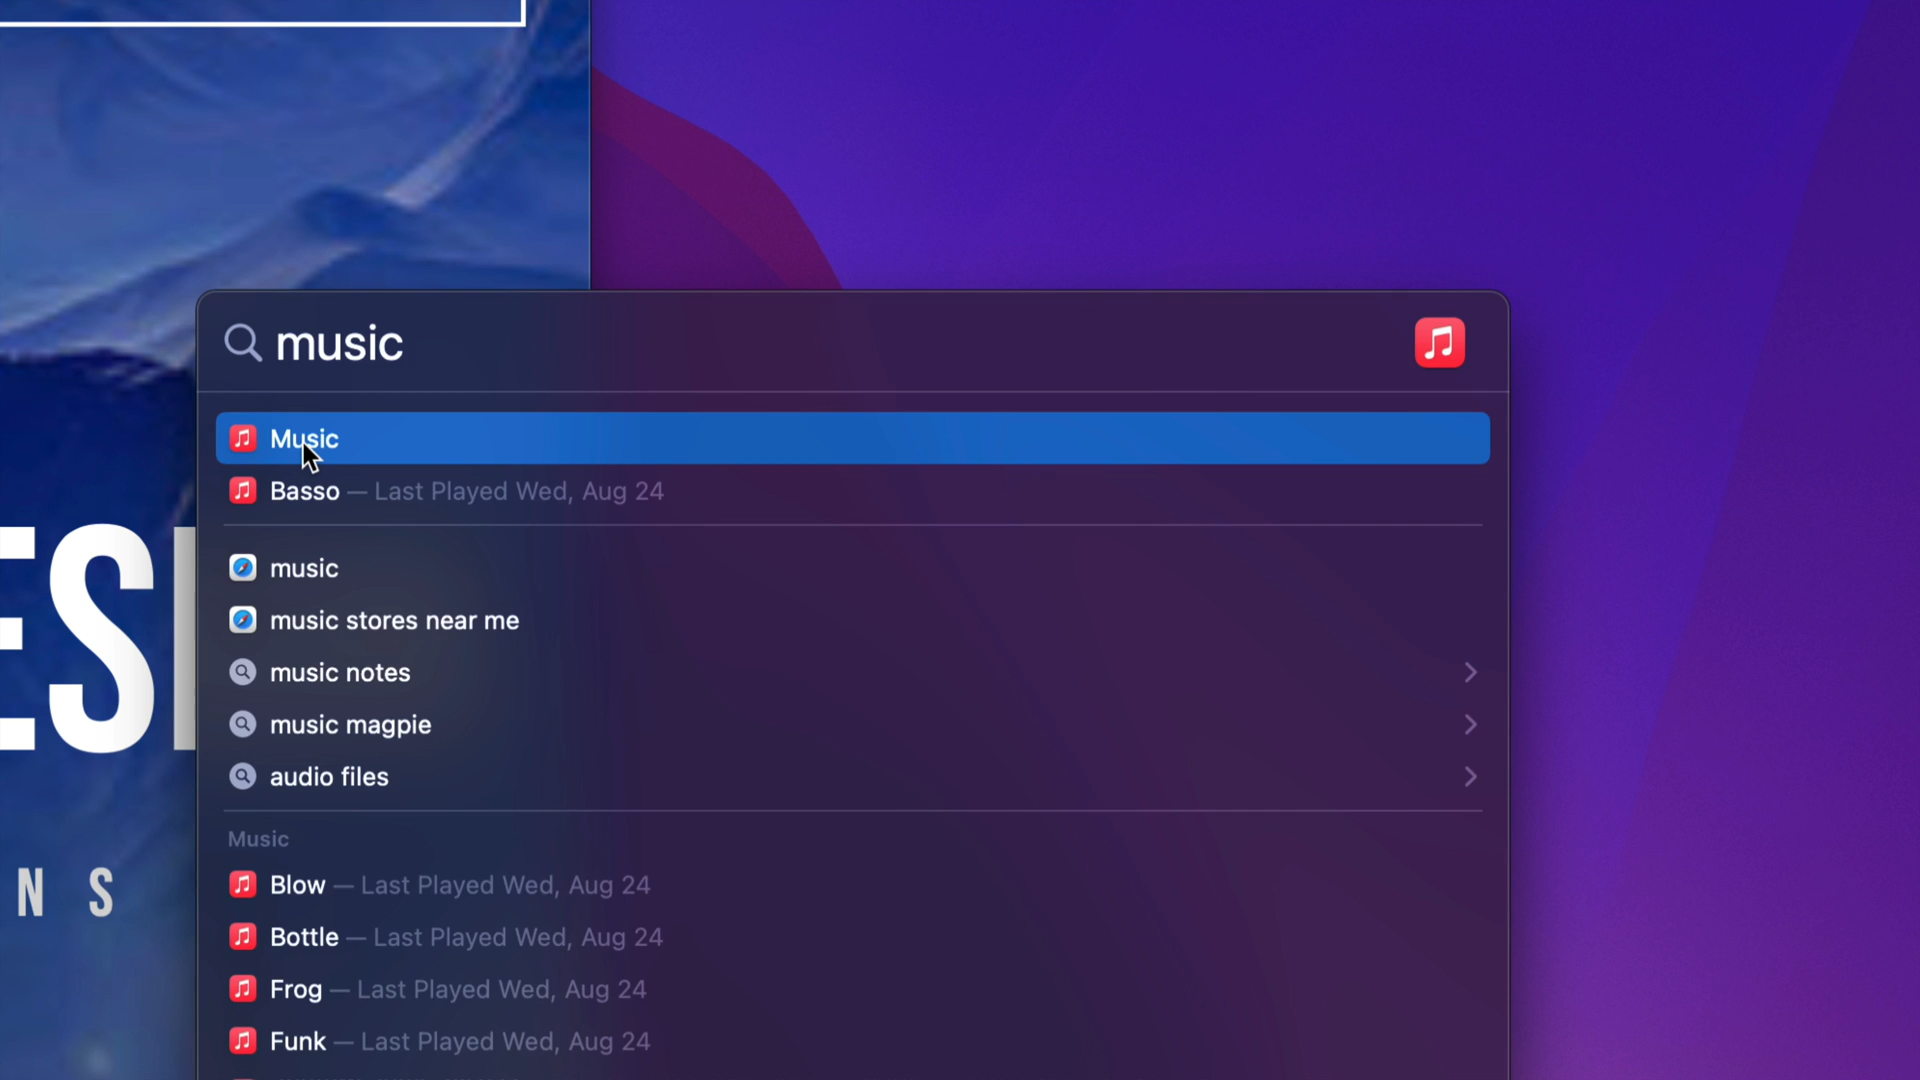 music
Music
Basso — Last Played Wed, Aug 24
music
music stores near me
music notes
music magpie
audio files
Music
Blow — Last Played Wed, Aug 24
Bottle — Last Played Wed, Aug 24
Frog — Last Played Wed, Aug 24
Funk — Last Played Wed, Aug 24
ES
N S